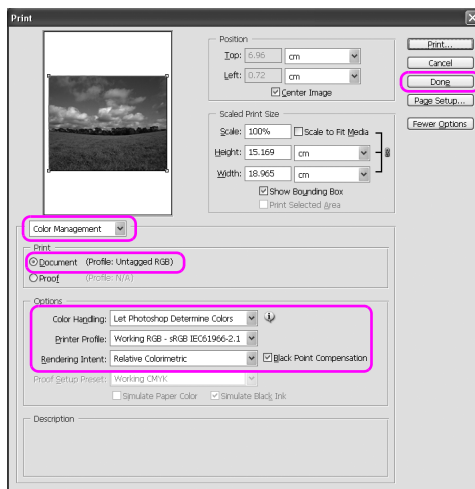 Print
Position
Top: 6.96 cm
Left: 0.72 cm
Center Image
Scaled Print Size
Scale: 100% Scale to Fit Media
Height: 15.169 cm
Width: 18.965 cm
Show Bounding Box
Print Selected Area
Print...
Cancel
Done
Page Setup...
Fewer Options
Color Management
Print
Document (Profile: Untagged RGB)
Proof (Profile: N/A)
Options
Color Handling: Let Photoshop Determine Colors
Printer Profile: Working RGB - sRGB IEC61966-2.1
Rendering Intent: Relative Colorimetric Black Point Compensation
Proof Setup Preset: Working CMYK
Simulate Paper Color Simulate Black Ink
Description